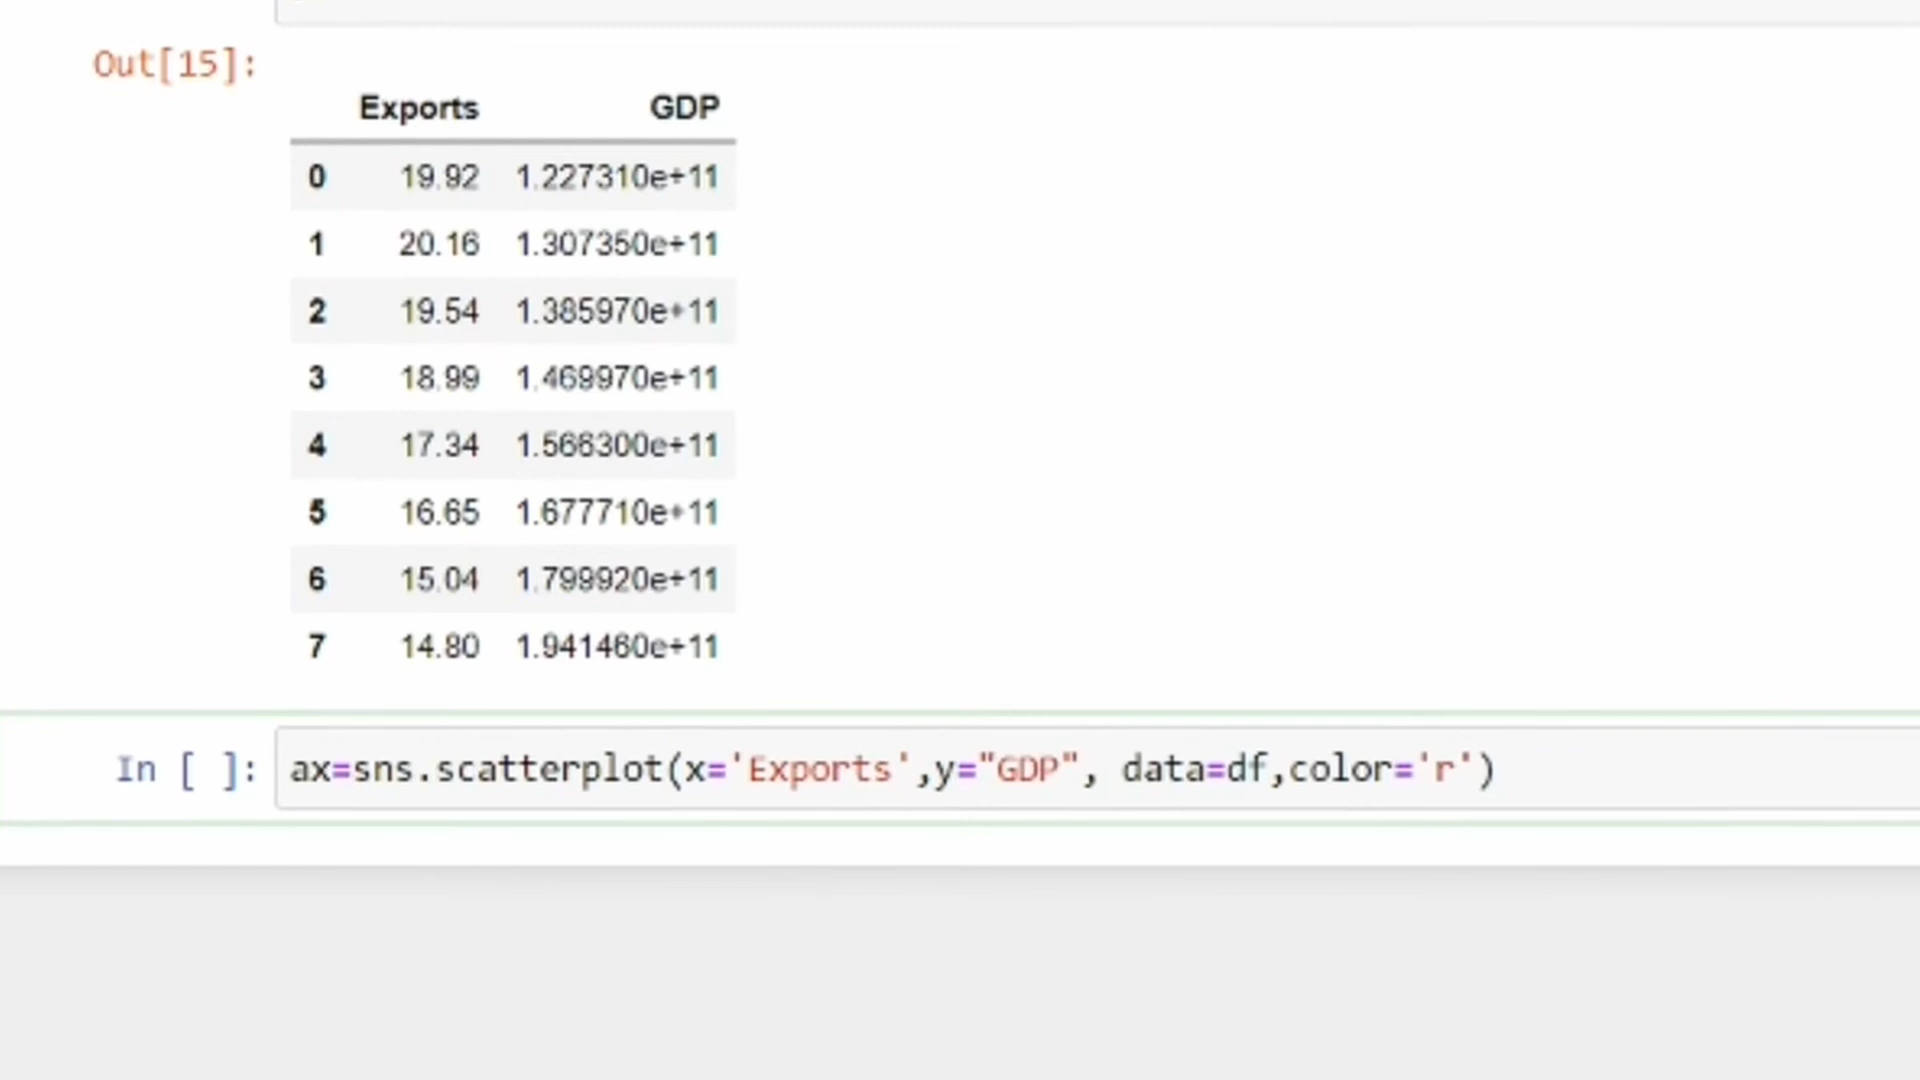 Out[15]:
Exports GDP
0 19.92 1.227310e+11
1 20.16 1.307350e+11
2 19.54 1.385970e+11
3 18.99 1.469970e+11
4 17.34 1.566300e+11
5 16.65 1.677710e+11
6 15.04 1.799920e+11
7 14.80 1.941460e+11
In [ ]: ax=sns.scatterplot(x='Exports',y="GDP", data=df,color='r')